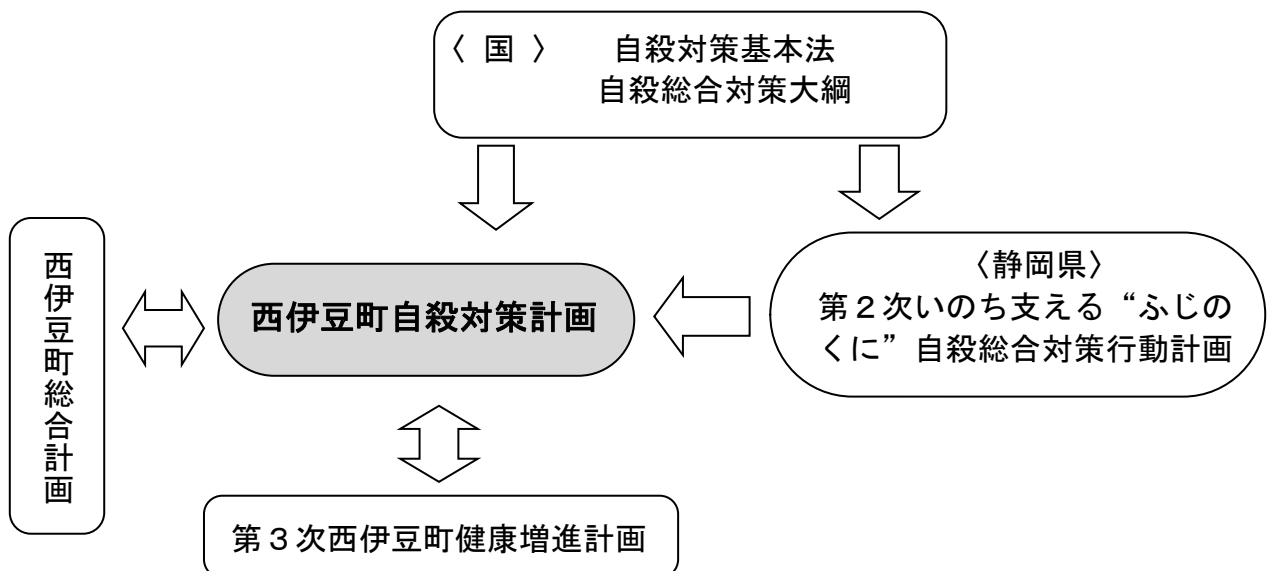 〈 国 〉 自殺対策基本法
自殺総合対策大綱
西伊豆町総合計画
西伊豆町自殺対策計画
〈静岡県〉
第２次いのち支える“ふじの
くに”自殺総合対策行動計画
第３次西伊豆町健康増進計画